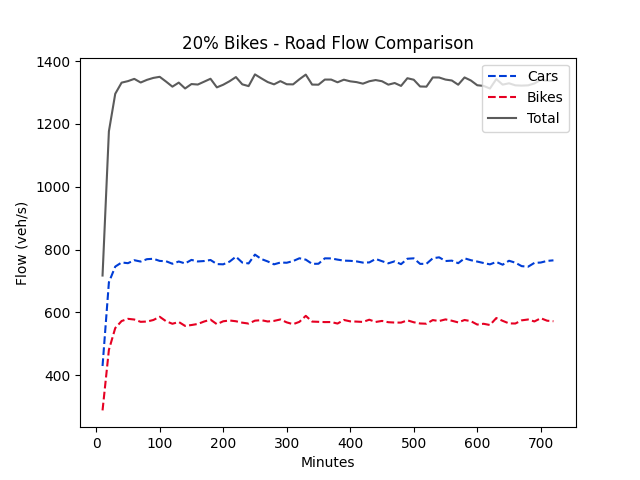 20% Bikes - Road Flow Comparison
Cars
Bikes
Total
Flow (veh/s)
1400
1200
1000
800
600
400
0 100 200 300 400 500 600 700
Minutes